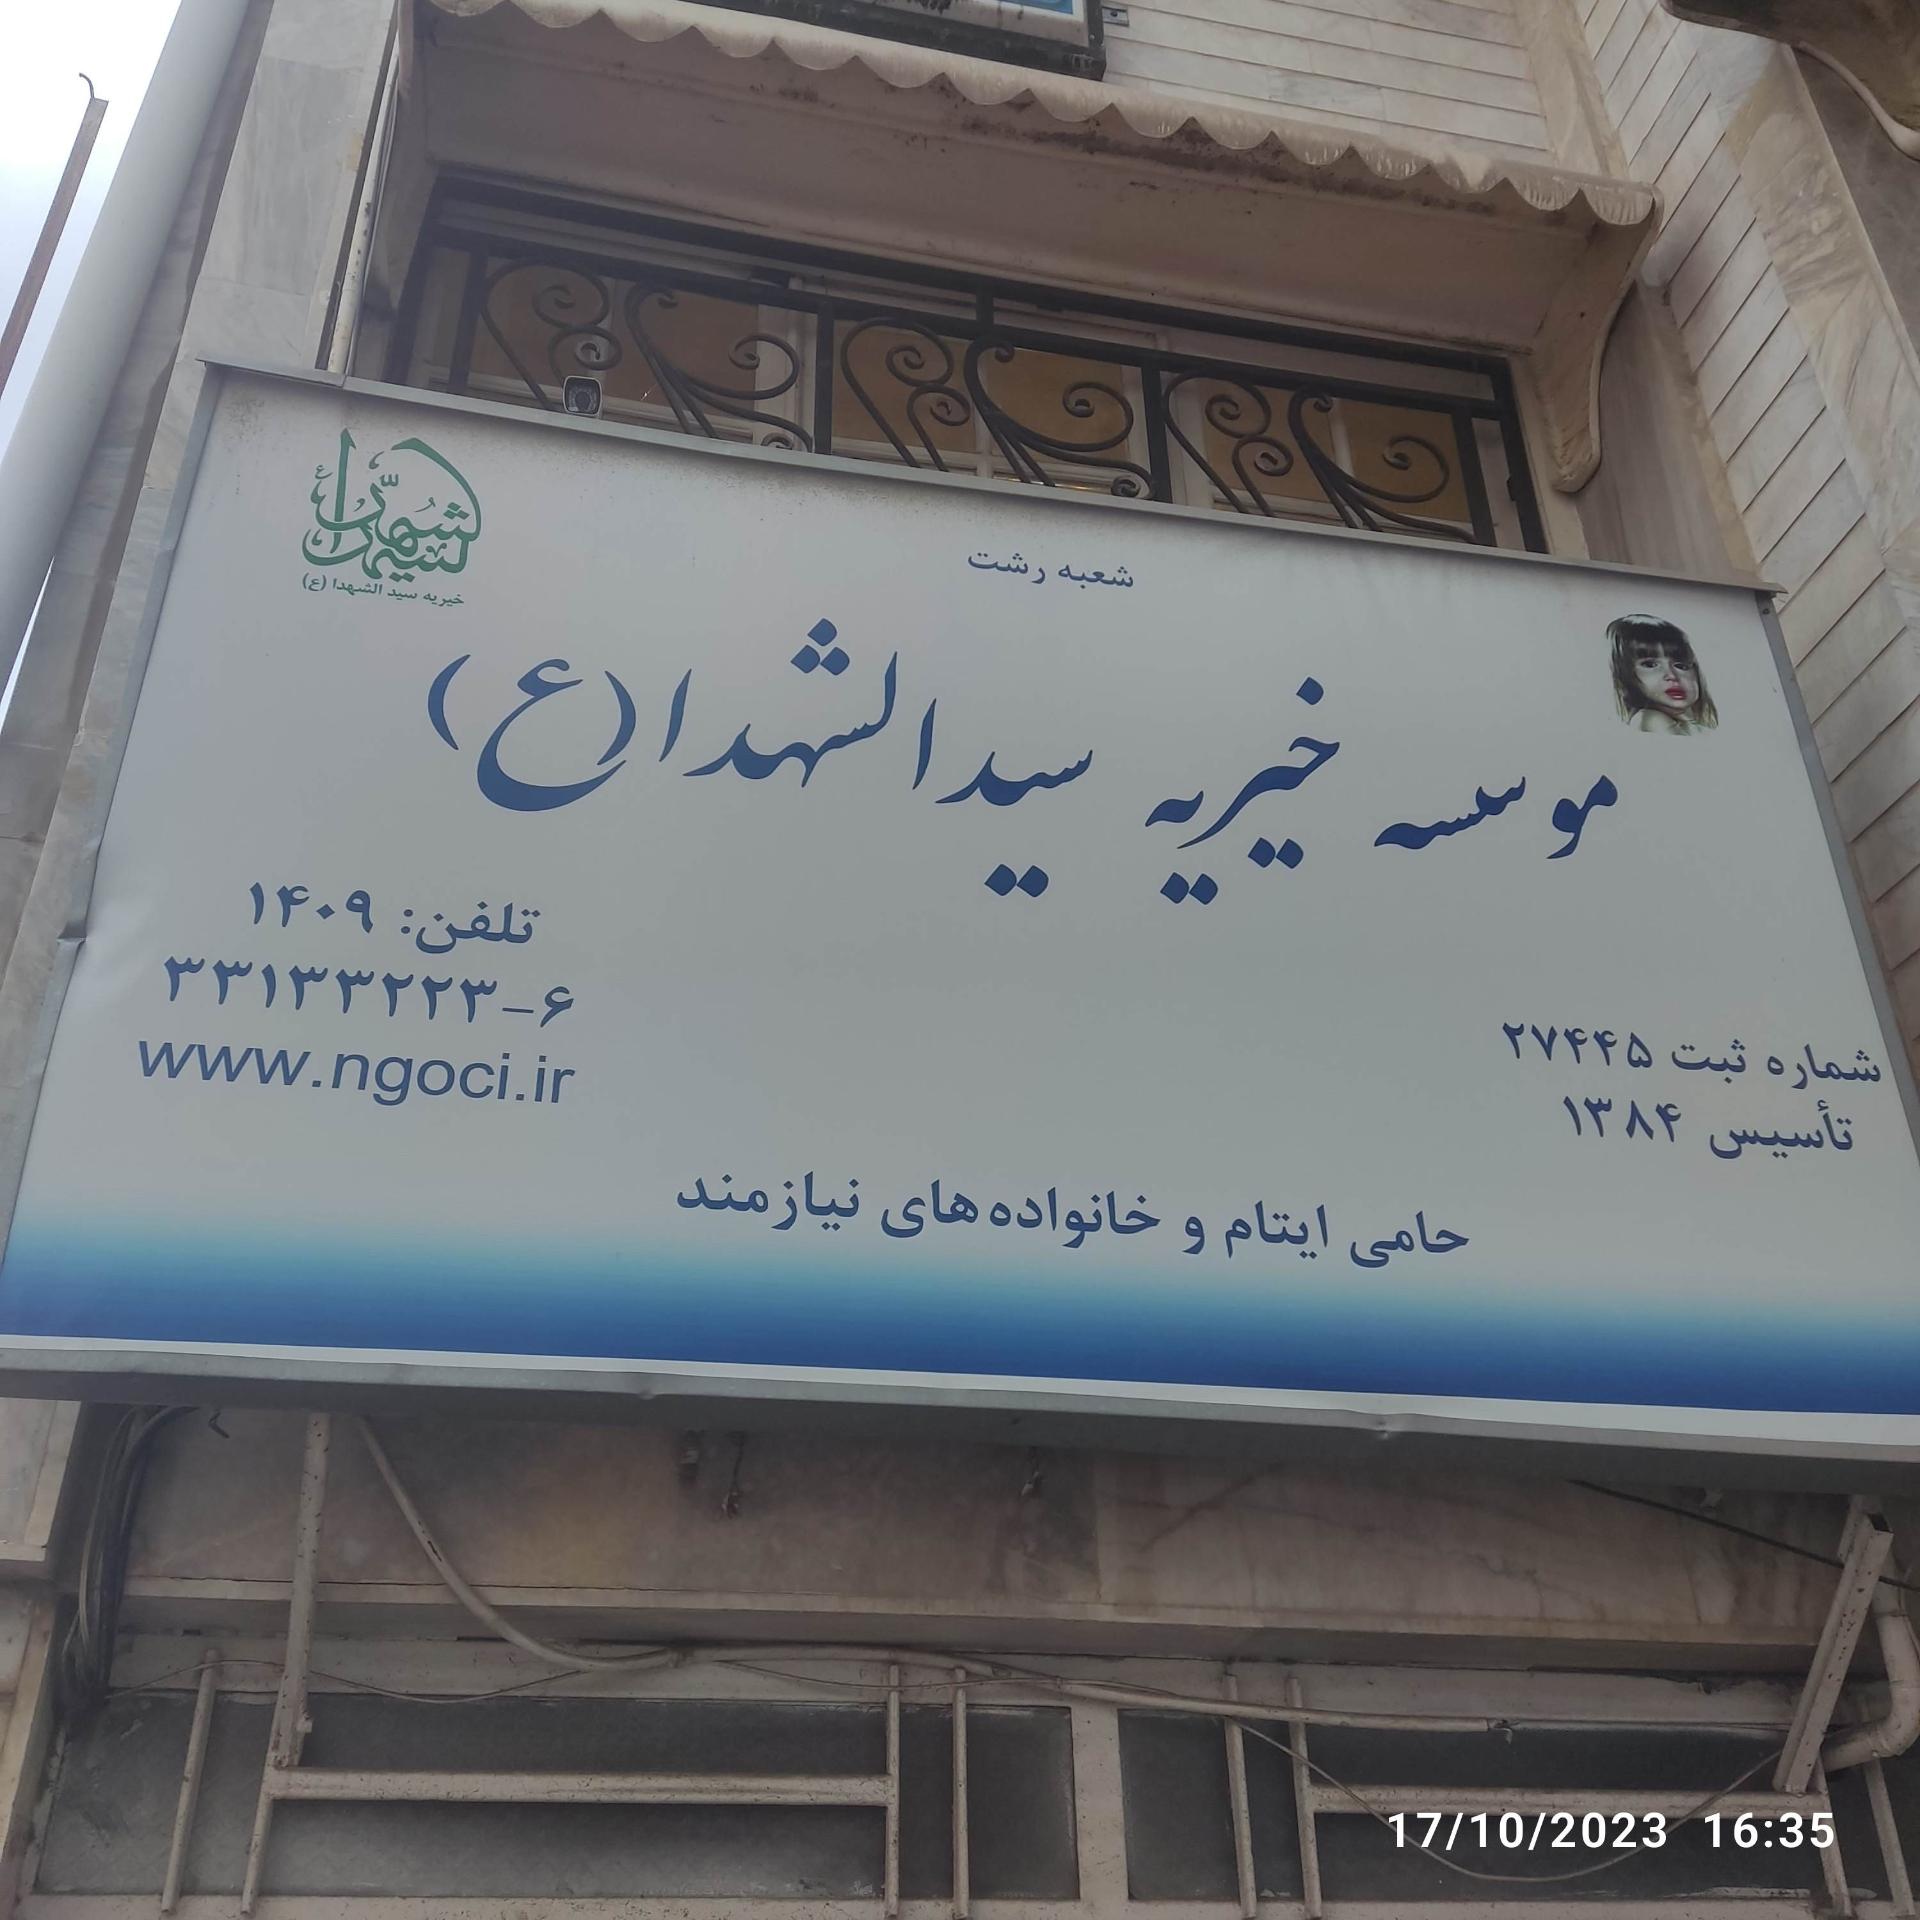 سیدالشهدا
خیریه سید الشهدا (ع)
شعبه رشت
موسسه خیریه سیدالشهدا(ع)
تلفن: ۱۴۰۹
۳۳۱۳۳۲۲۳-۶
www.ngoci.ir
شماره ثبت ۲۷۴۴۵
تأسیس ۱۳۸۴
حامی ایتام و خانواده‌های نیازمند
17/10/2023 16:35